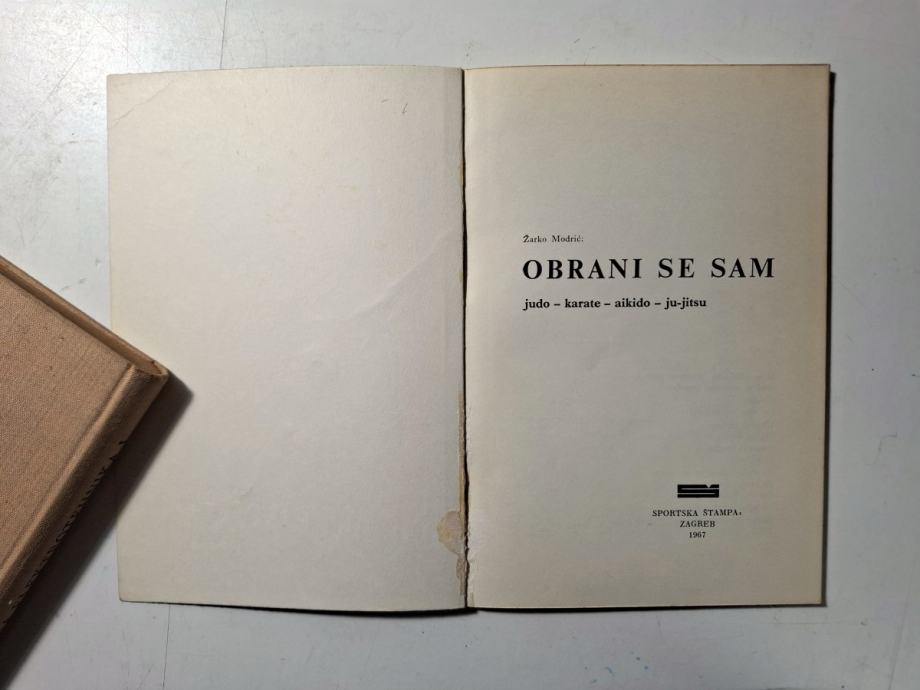 Žarko Modrić:
OBRANI SE SAM
judo – karate – aikido – ju-jitsu
SPORTSKA ŠTAMPA,
ZAGREB
1967